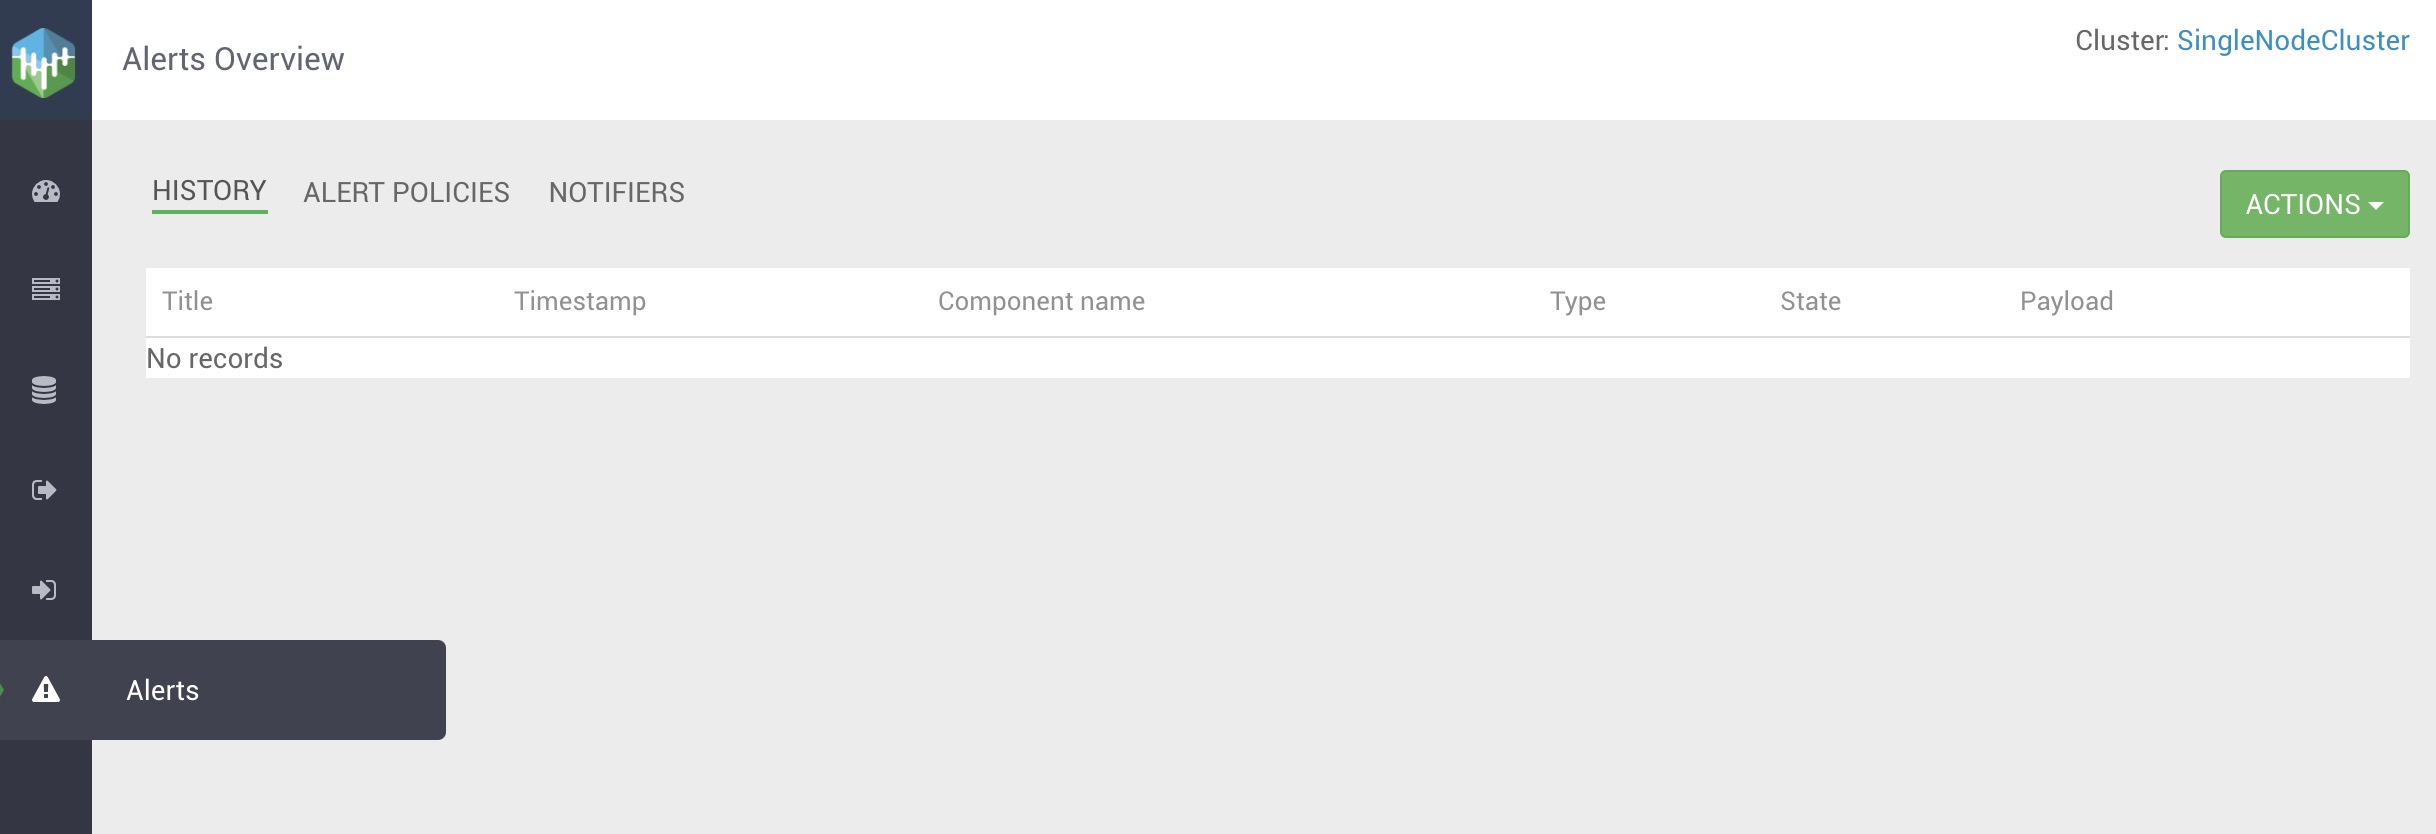 Alerts Overview
Cluster: SingleNodeCluster
HISTORY ALERT POLICIES NOTIFIERS
ACTIONS
Title Timestamp Component name Type State Payload
No records
Alerts